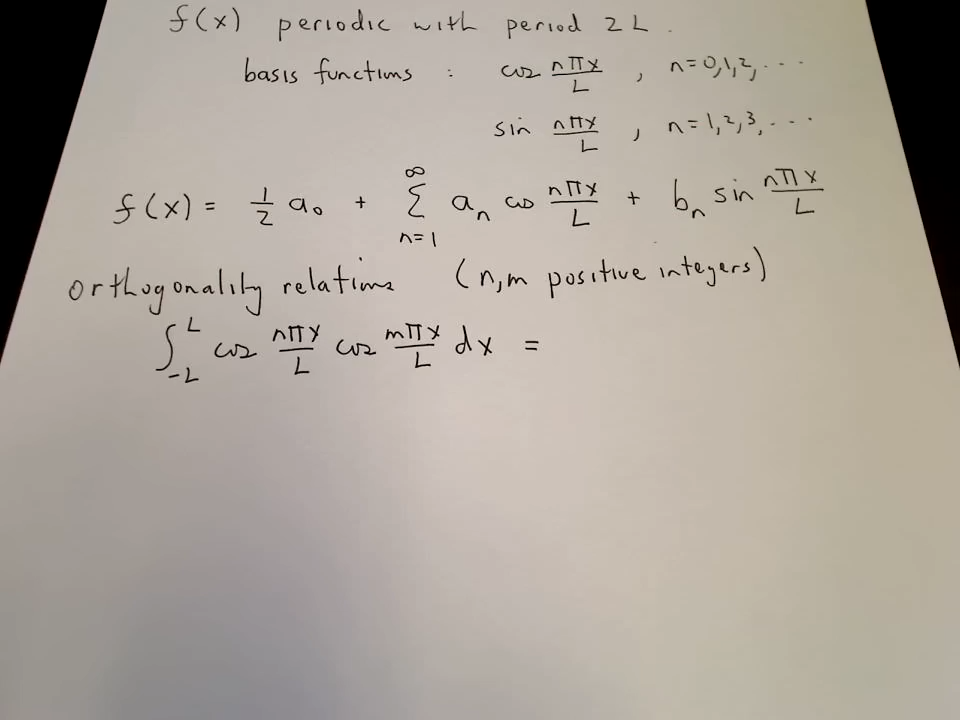 f(x) periodic with period 2L.
basis functions : cos nπx/L , n=0,1,2,...
sin nπx/L , n=1,2,3,...
f(x) = 1/2 a₀ + ∑_{n=1}^{∞} aₙ cos nπx/L + bₙ sin nπx/L
orthogonality relations (n,m positive integers)
∫_{-L}^{L} cos nπx/L cos mπx/L dx =